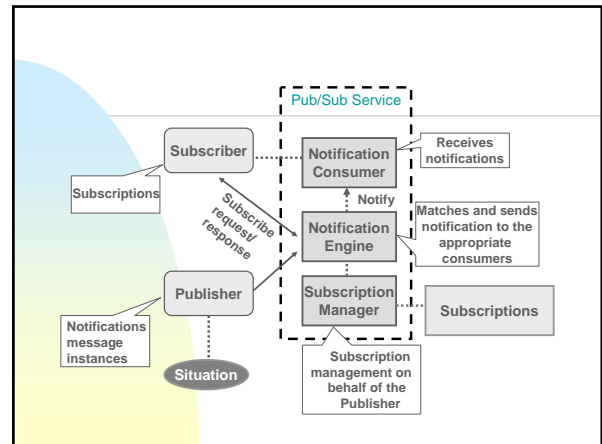 Pub/Sub Service
Subscriber
Notification
Consumer
Receives
notifications
Subscriptions
Notify
Subscribe
request/
response
Notification
Engine
Matches and sends
notification to the
appropriate
consumers
Publisher
Subscription
Manager
Subscriptions
Notifications
message
instances
Situation
Subscription
management on
behalf of the
Publisher